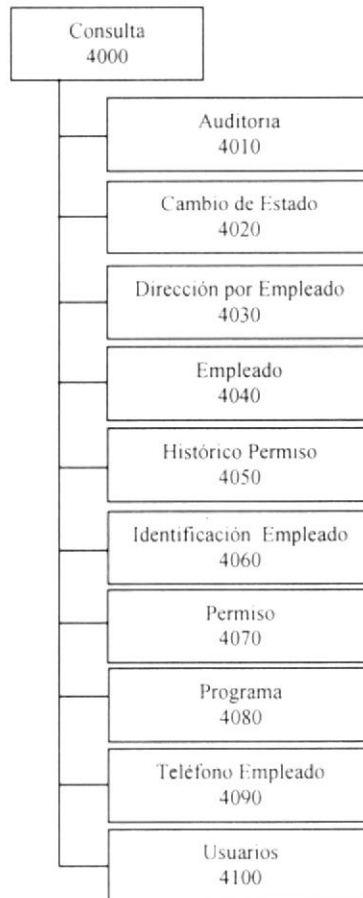 Consulta
4000
Auditoria
4010
Cambio de Estado
4020
Dirección por Empleado
4030
Empleado
4040
Histórico Permiso
4050
Identificación Empleado
4060
Permiso
4070
Programa
4080
Teléfono Empleado
4090
Usuarios
4100